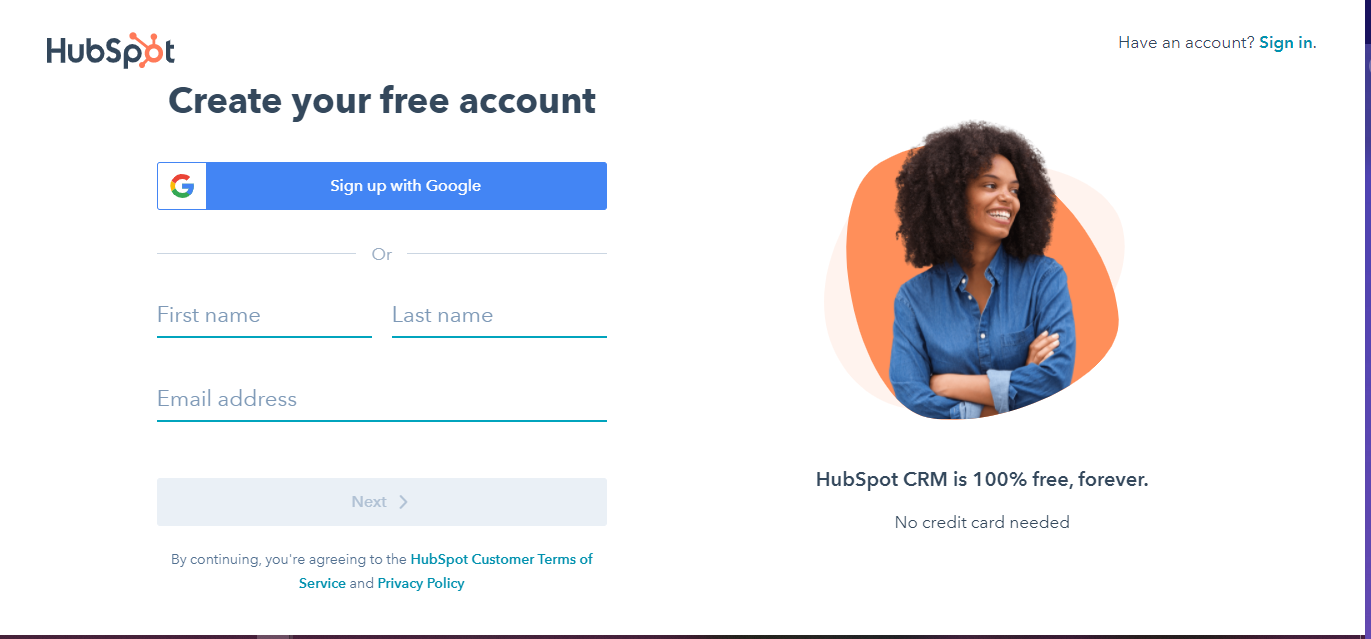 HubSpot
Have an account? Sign in.
Create your free account
Sign up with Google
Or
First name
Last name
Email address
Next
By continuing, you're agreeing to the HubSpot Customer Terms of
Service and Privacy Policy
HubSpot CRM is 100% free, forever.
No credit card needed